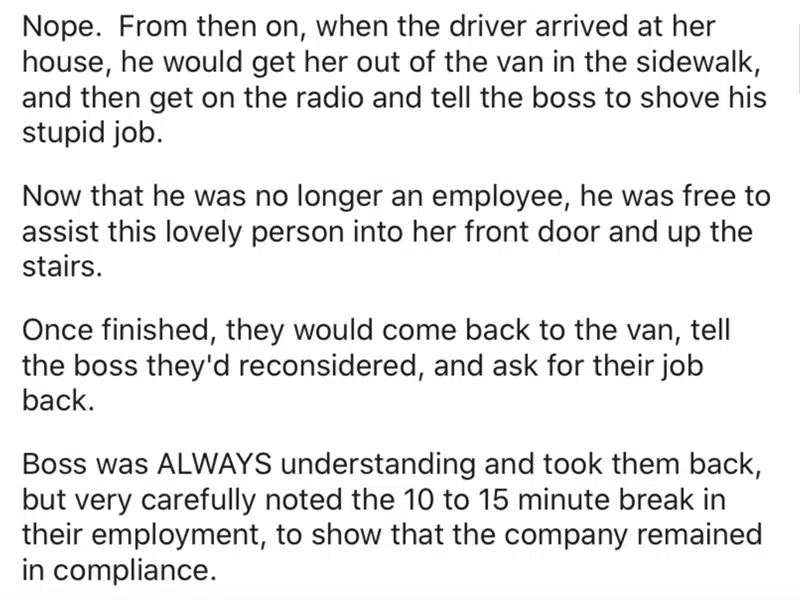 Nope.  From then on, when the driver arrived at her
house, he would get her out of the van in the sidewalk,
and then get on the radio and tell the boss to shove his
stupid job.
Now that he was no longer an employee, he was free to
assist this lovely person into her front door and up the
stairs.
Once finished, they would come back to the van, tell
the boss they'd reconsidered, and ask for their job
back.
Boss was ALWAYS understanding and took them back,
but very carefully noted the 10 to 15 minute break in
their employment, to show that the company remained
in compliance.